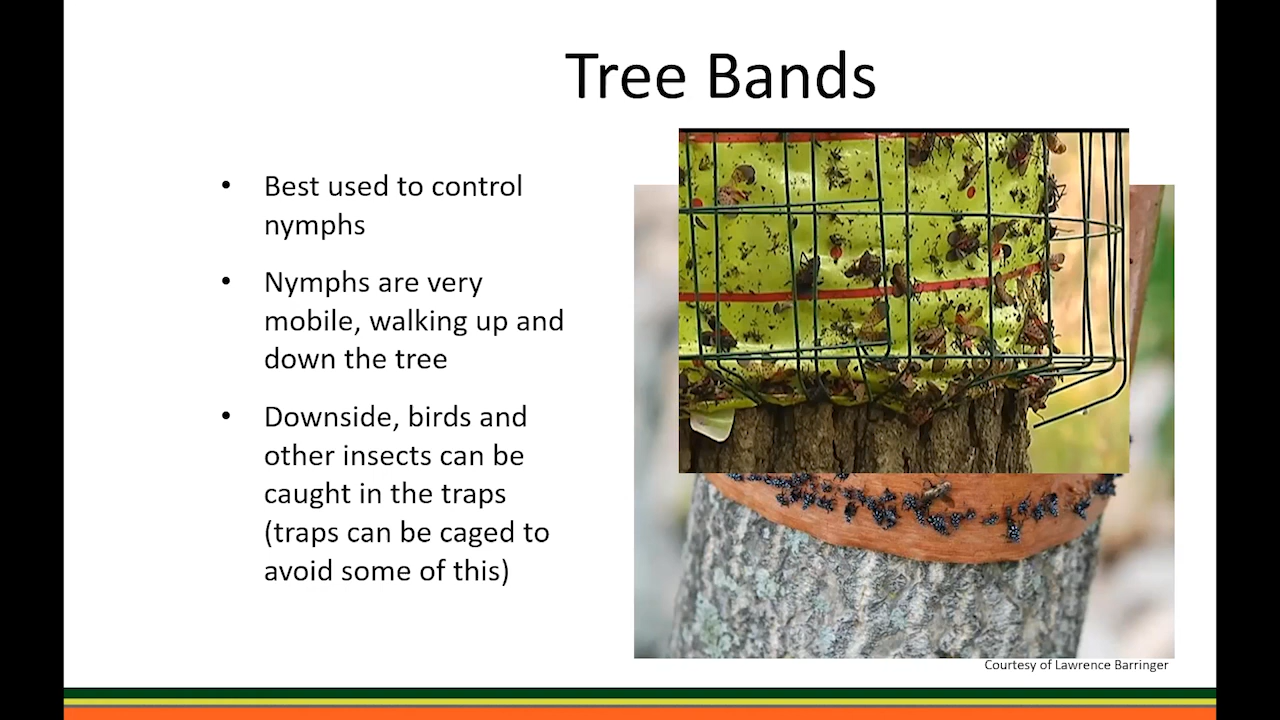 Tree Bands
• Best used to control
nymphs
• Nymphs are very
mobile, walking up and
down the tree
• Downside, birds and
other insects can be
caught in the traps
(traps can be caged to
avoid some of this)
Courtesy of Lawrence Barringer